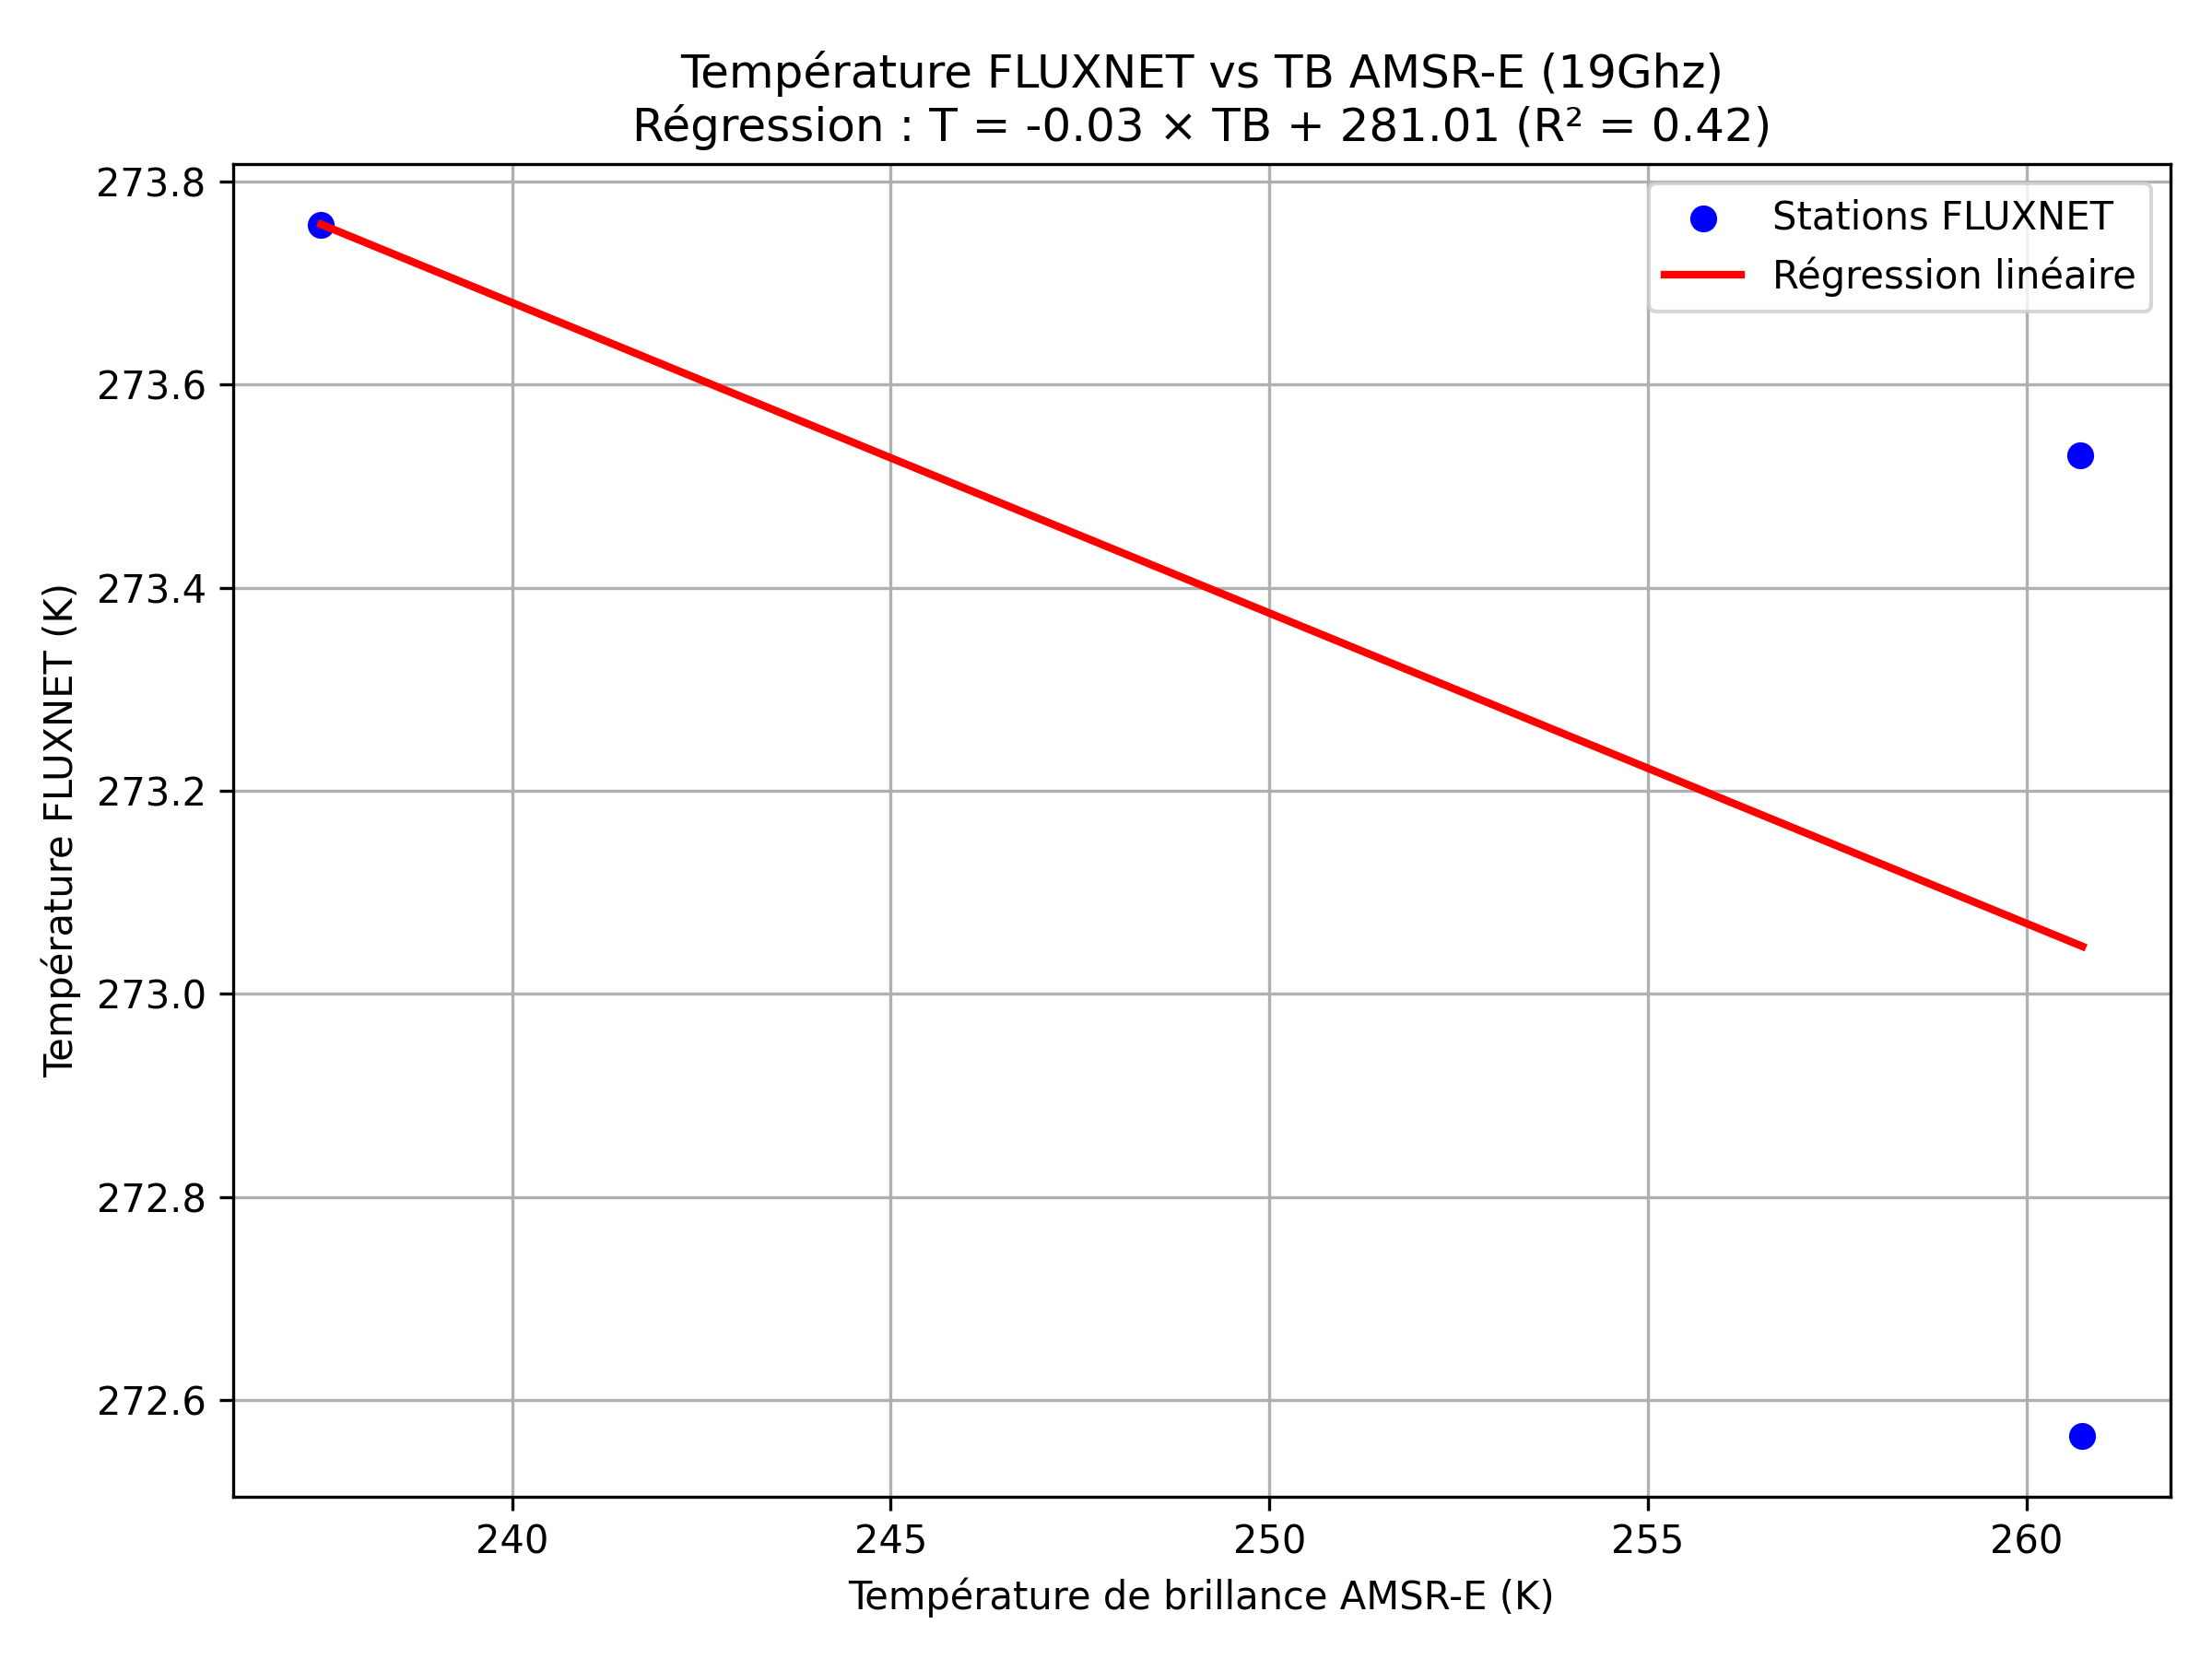 Température FLUXNET vs TB AMSR-E (19Ghz)
Régression : T = -0.03 × TB + 281.01 (R² = 0.42)
Stations FLUXNET
Régression linéaire
Température FLUXNET (K)
273.8
273.6
273.4
273.2
273.0
272.8
272.6
240
245
250
255
260
Température de brillance AMSR-E (K)